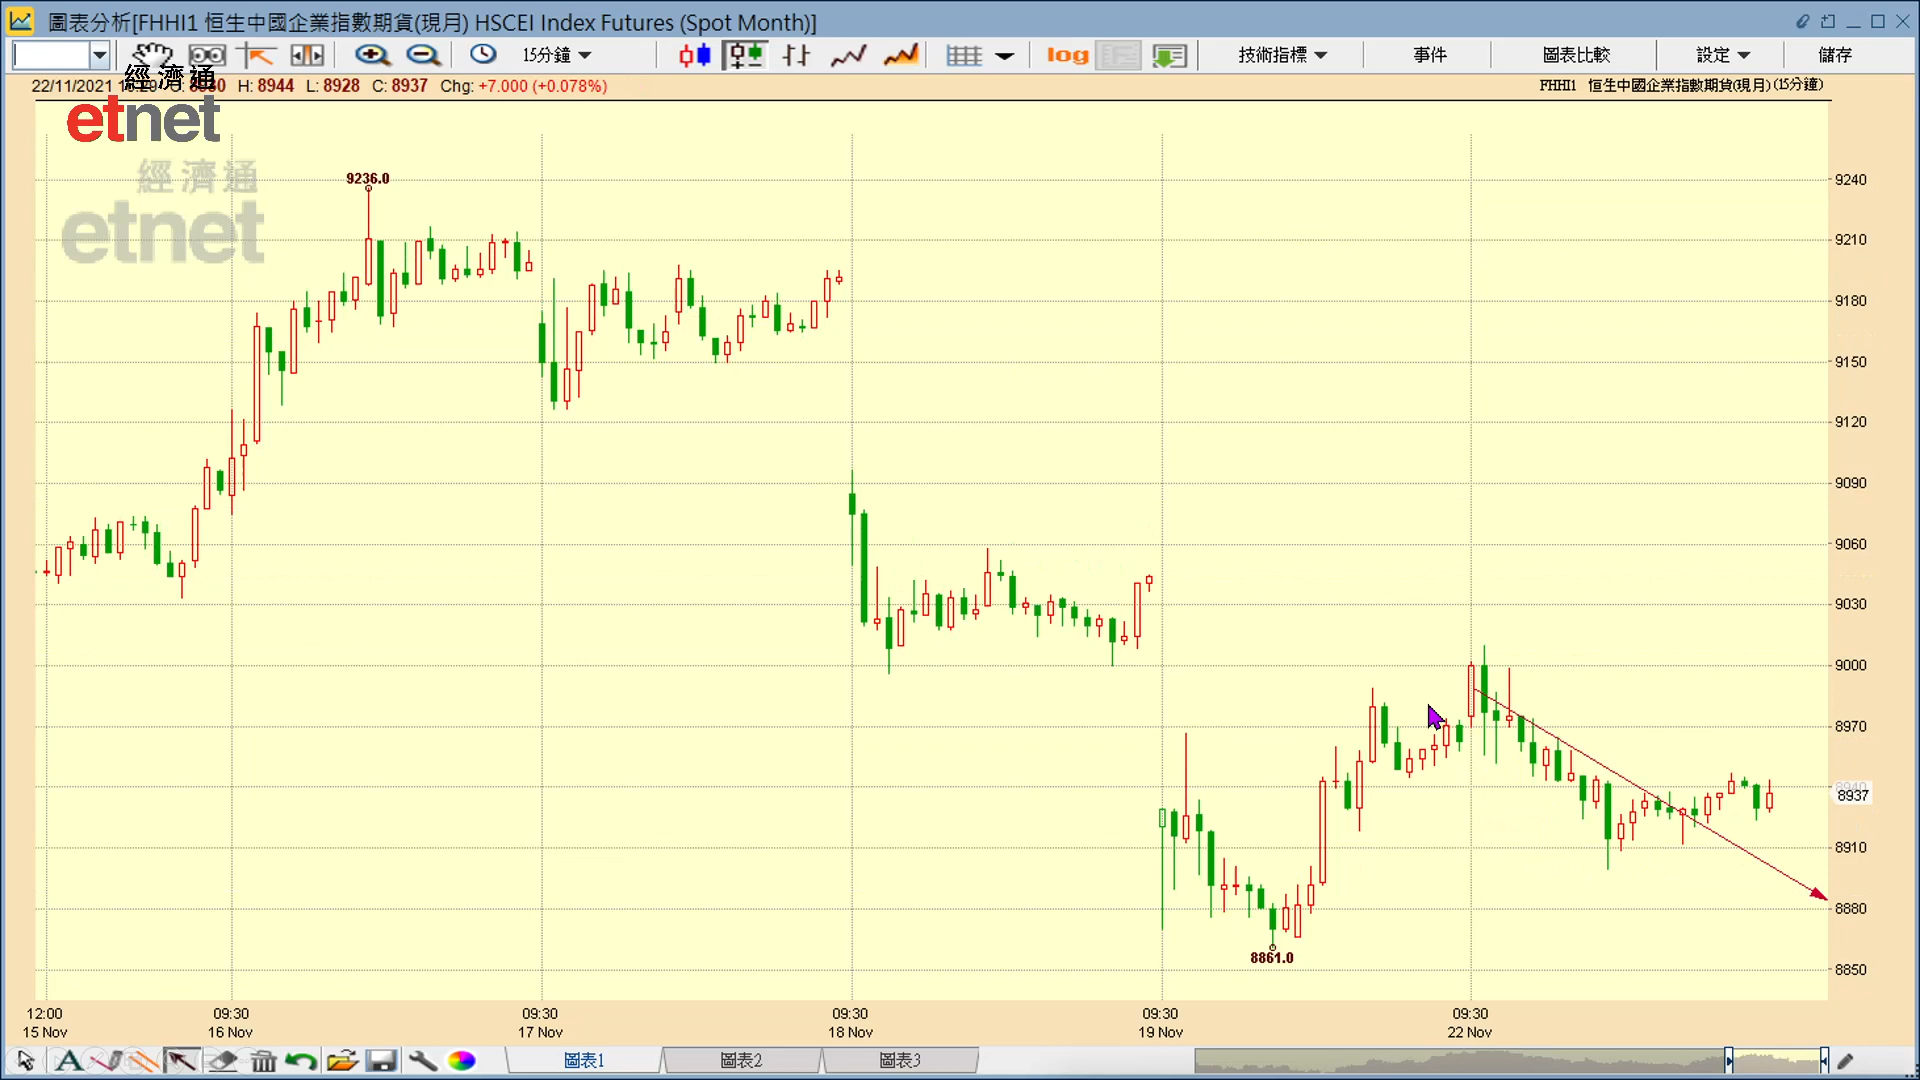 圖表分析[FHHI1 恒生中國企業指數期貨(現月) HSCEI Index Futures (Spot Month)]
15分鐘 log 技術指標 事件 圖表比較 設定 儲存
22/11/2021 H: 8944 L: 8928 C: 8937 Chg: +7.000 (+0.078%)
FHHI1 恒生中國企業指數期貨(現月)(15分鐘)
經濟通
etnet
經濟通
etnet
9236.0
8861.0
9240
9210
9180
9150
9120
9090
9060
9030
9000
8970
8937
8910
8880
8850
12:00 09:30 09:30 09:30 09:30 09:30
15 Nov 16 Nov 17 Nov 18 Nov 19 Nov 22 Nov
圖表1 圖表2 圖表3